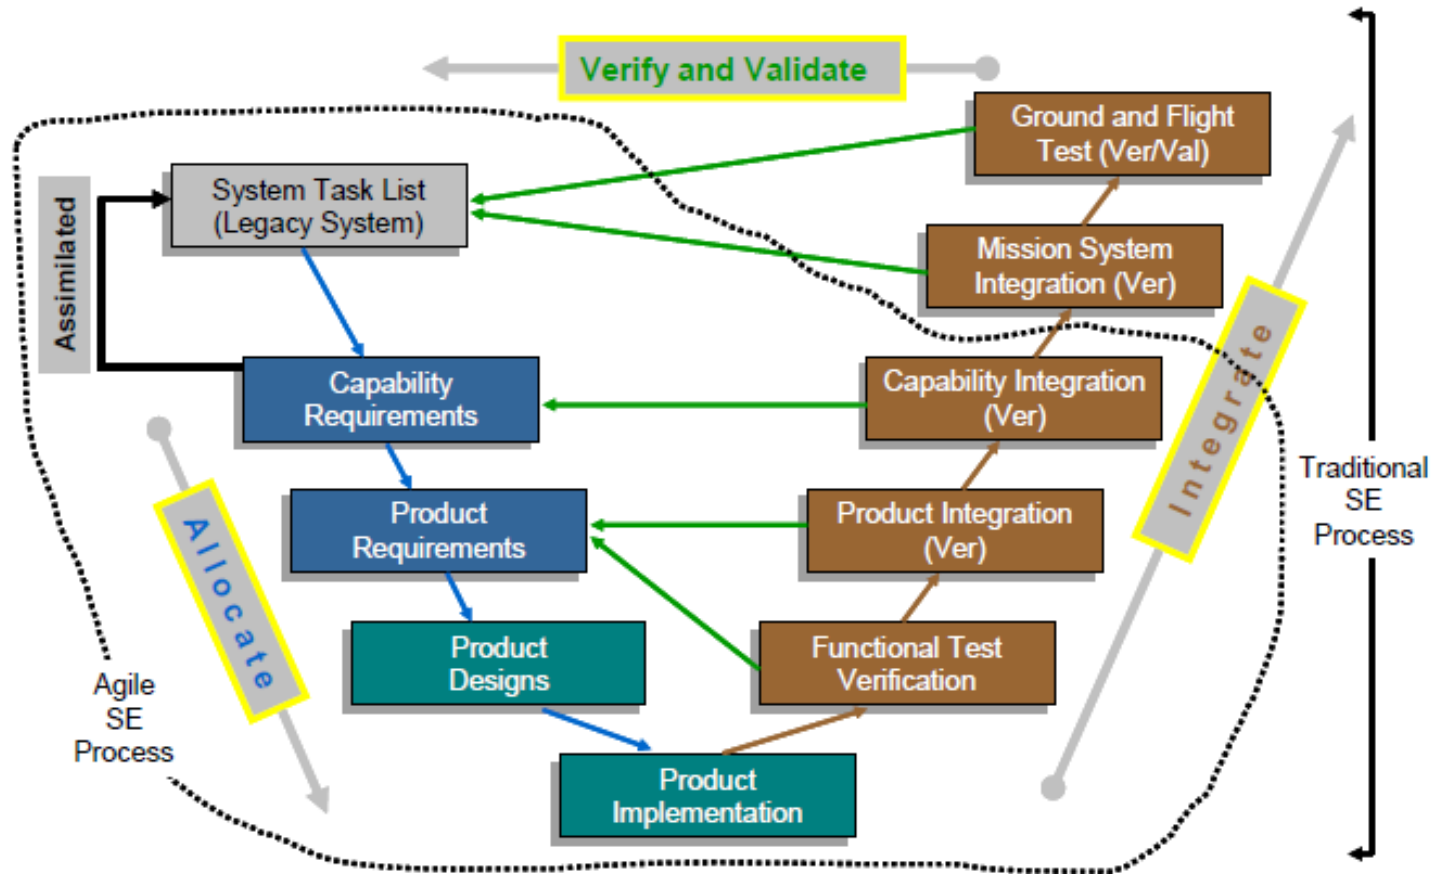 Verify and Validate
Ground and Flight
Test (Ver/Val)
System Task List
(Legacy System)
Assimilated
Mission System
Integration (Ver)
Capability
Requirements
Capability Integration
(Ver)
Integrate
Traditional
SE
Process
Product
Requirements
Product Integration
(Ver)
Allocate
Product
Designs
Functional Test
Verification
Agile
SE
Process
Product
Implementation